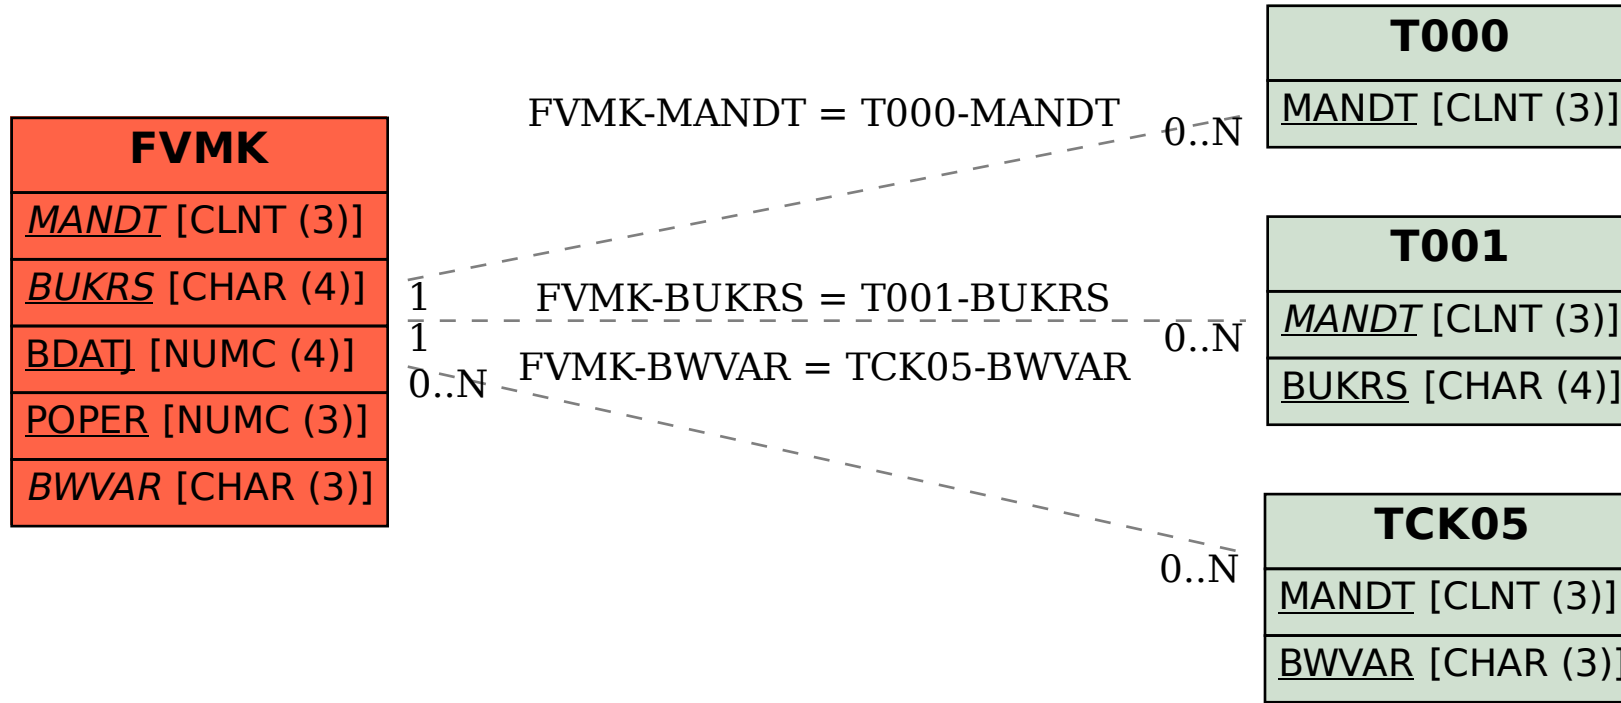 FVMK
MANDT [CLNT (3)]
BUKRS [CHAR (4)]
BDATJ [NUMC (4)]
POPER [NUMC (3)]
BWVAR [CHAR (3)]
FVMK-MANDT = T000-MANDT
0..N
1
FVMK-BUKRS = T001-BUKRS
1
0..N
FVMK-BWVAR = TCK05-BWVAR
0..N
0..N
T000
MANDT [CLNT (3)]
T001
MANDT [CLNT (3)]
BUKRS [CHAR (4)]
TCK05
MANDT [CLNT (3)]
BWVAR [CHAR (3)]